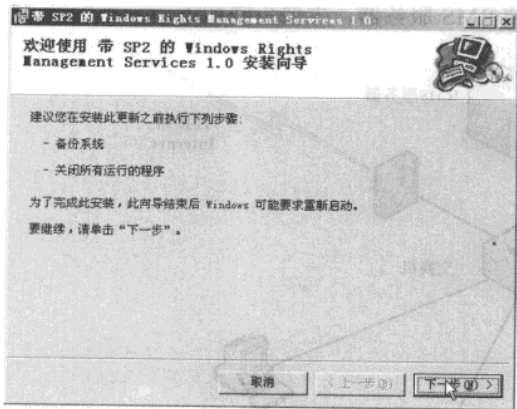 带 SP2 的 Windows Rights Management Services 1.0
欢迎使用 带 SP2 的 Windows Rights
Management Services 1.0 安装向导
建议您在安装此更新之前执行下列步骤:
- 备份系统
- 关闭所有运行的程序
为了完成此安装，此向导结束后 Windows 可能要求重新启动。
要继续，请单击“下一步”。
取消
< 上一步(B)
下一步(N) >